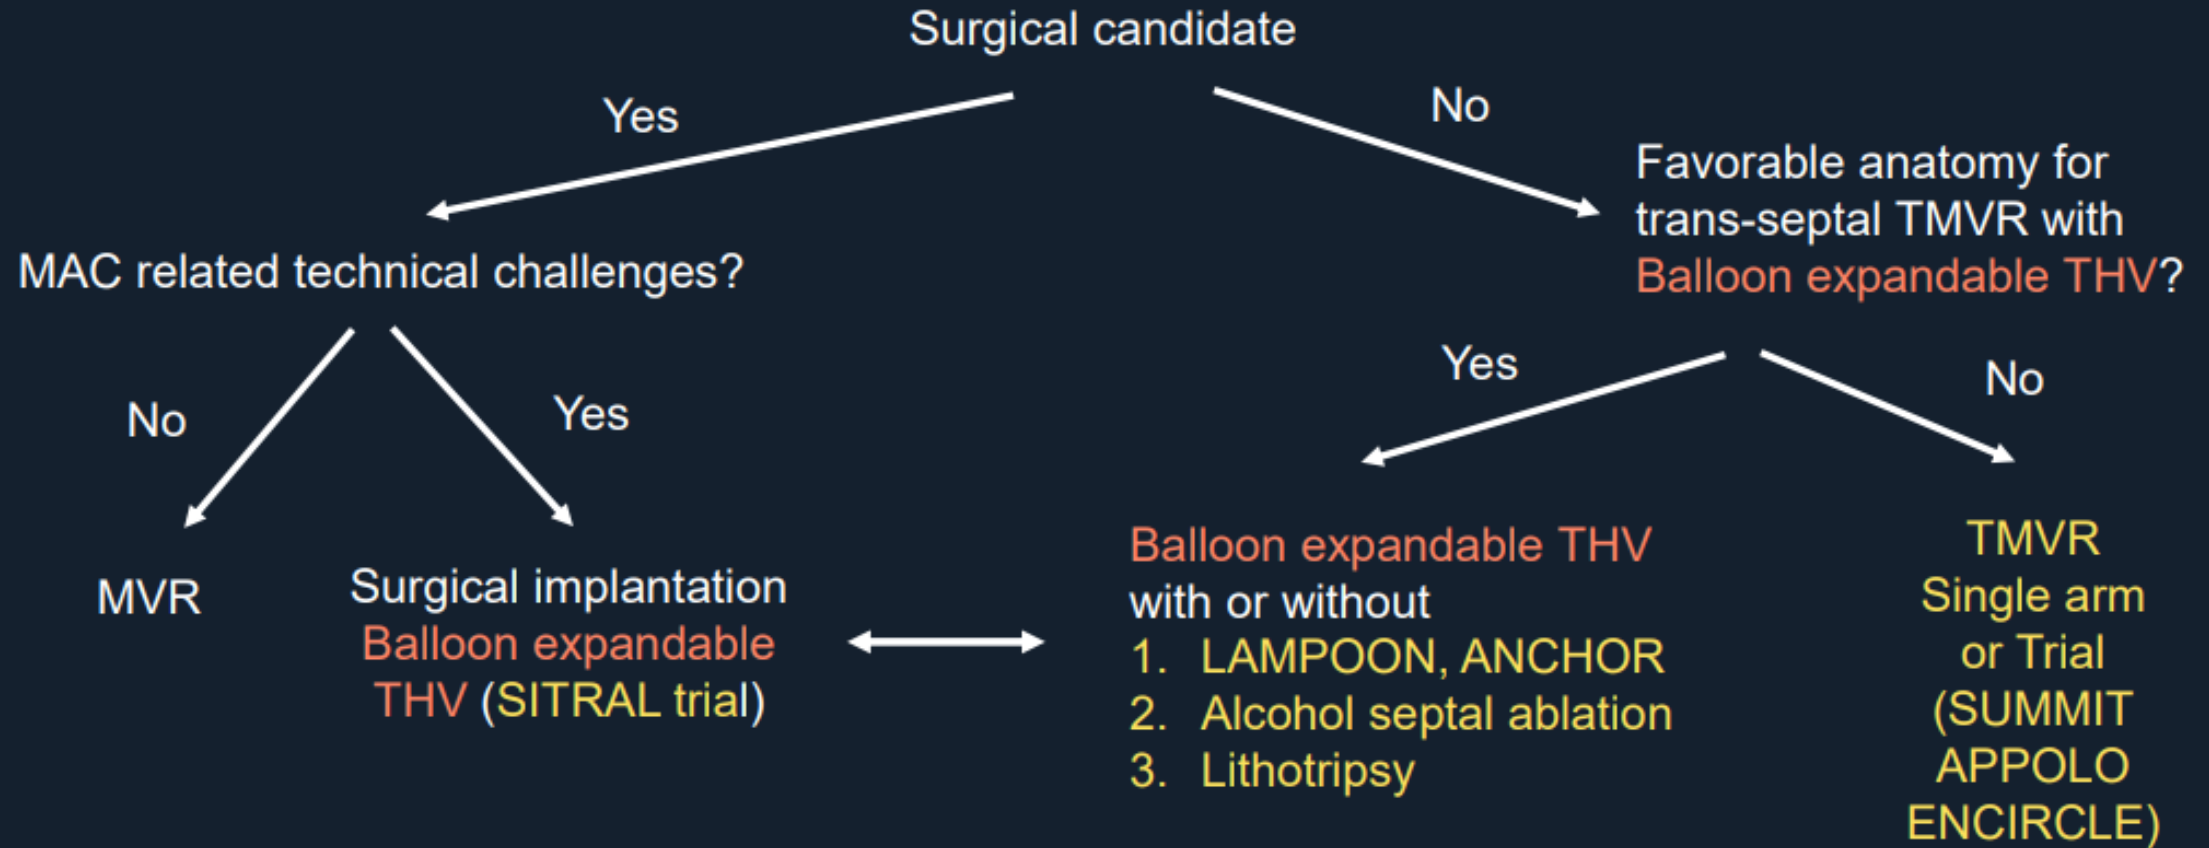 Surgical candidate
Yes
No
Favorable anatomy for
trans-septal TMVR with
Balloon expandable THV?
MAC related technical challenges?
No
Yes
Yes
No
MVR
Surgical implantation
Balloon expandable
THV (SITRAL trial)
Balloon expandable THV
with or without
1. LAMPOON, ANCHOR
2. Alcohol septal ablation
3. Lithotripsy
TMVR
Single arm
or Trial
(SUMMIT
APPOLO
ENCIRCLE)